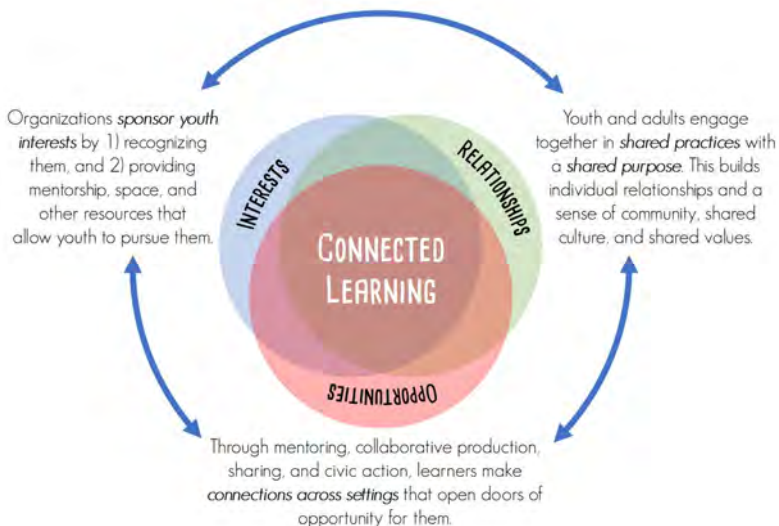 Organizations sponsor youth
interests by 1) recognizing
them, and 2) providing
mentorship, space, and
other resources that
allow youth to pursue them.
INTERESTS
RELATIONSHIPS
CONNECTED
LEARNING
OPPORTUNITIES
Youth and adults engage
together in shared practices with
a shared purpose. This builds
individual relationships and a
sense of community, shared
culture, and shared values.
Through mentoring, collaborative production,
sharing, and civic action, learners make
connections across settings that open doors of
opportunity for them.